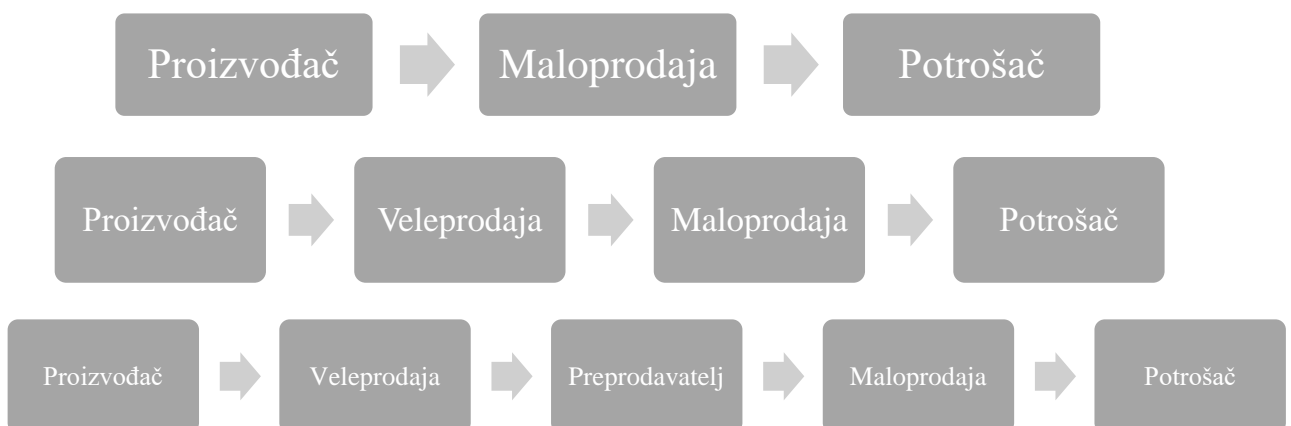 Proizvođač Maloprodaja Potrošač
Proizvođač Veleprodaja Maloprodaja Potrošač
Proizvođač Veleprodaja Preprodavatelj Maloprodaja Potrošač